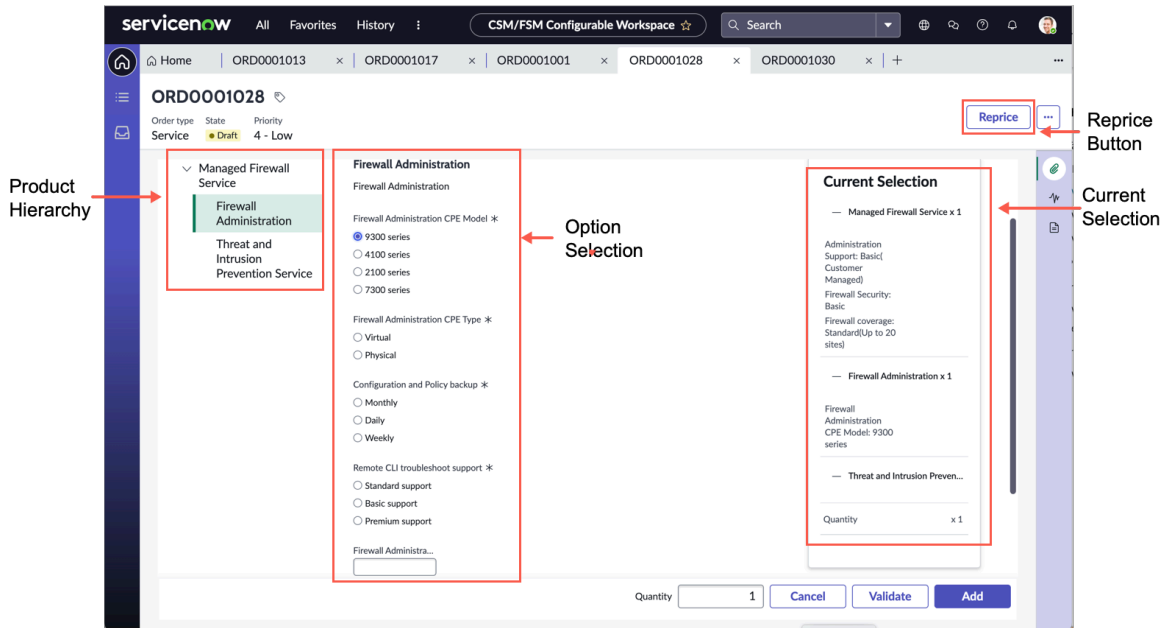 servicenow All Favorites History CSM/FSM Configurable Workspace Search
Home ORD0001013 ORD0001017 ORD0001001 ORD0001028 ORD0001030
ORD0001028
Order type State Priority
Service Draft 4 - Low
Reprice
Reprice
Button
Product
Hierarchy
Managed Firewall
Service
Firewall
Administration
Threat and
Intrusion
Prevention Service
Firewall Administration
Firewall Administration
Firewall Administration CPE Model *
9300 series
4100 series
2100 series
7300 series
Firewall Administration CPE Type *
Virtual
Physical
Configuration and Policy backup *
Monthly
Daily
Weekly
Remote CLI troubleshoot support *
Standard support
Basic support
Premium support
Firewall Administra...
Option
Selection
Current Selection
— Managed Firewall Service x 1
Administration
Support: Basic(
Customer
Managed)
Firewall Security:
Basic
Firewall coverage:
Standard(Up to 20
sites)
— Firewall Administration x 1
Firewall
Administration
CPE Model: 9300
series
— Threat and Intrusion Preven...
Quantity x 1
Current
Selection
Quantity 1 Cancel Validate Add